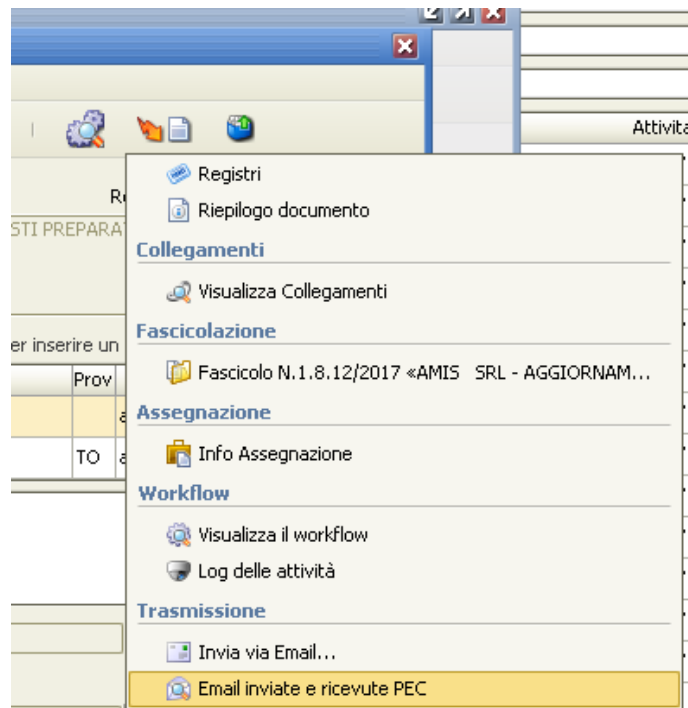 Attivita
Registri
Riepilogo documento
STI PREPARA
Collegamenti
Visualizza Collegamenti
Fascicolazione
er inserire un
Fascicolo N.1.8.12/2017 «AMIS SRL - AGGIORNAM...
Prov
Assegnazione
TO
Info Assegnazione
Workflow
Visualizza il workflow
Log delle attività
Trasmissione
Invia via Email...
Email inviate e ricevute PEC